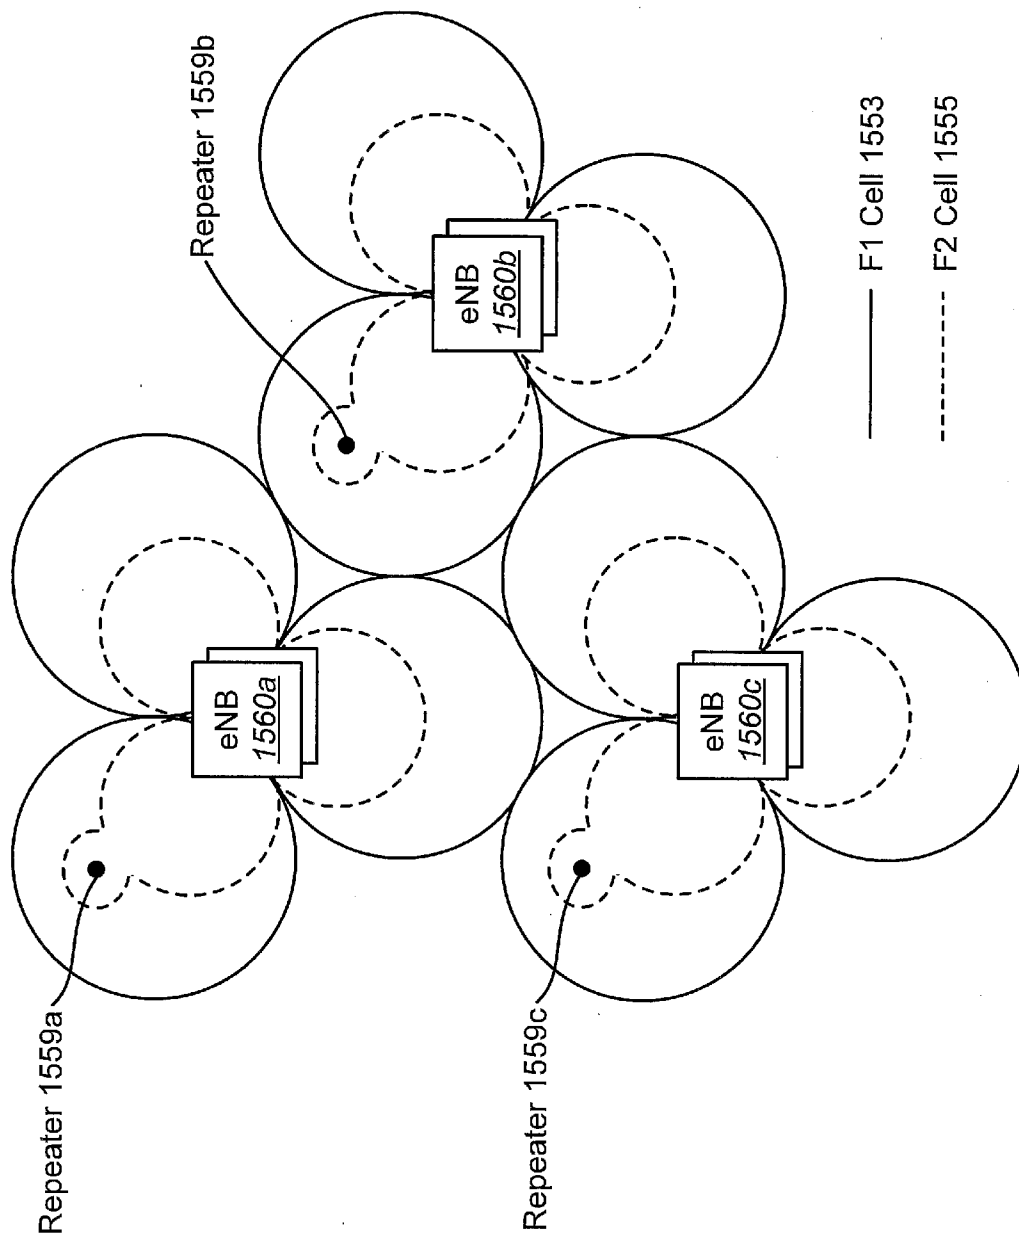 Repeater 1559a
Repeater 1559b
eNB
1560a
eNB
1560b
Repeater 1559c
eNB
1560c
F1 Cell 1553
F2 Cell 1555